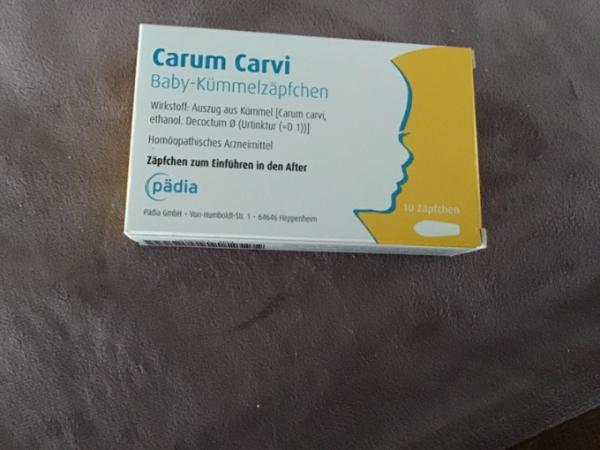 Carum Carvi
Baby-Kümmelzäpfchen
Wirkstoff: Auszug aus Kümmel [Carum carvi,
ethanol. Decoctum Ø (Urtinktur (=D 1))]
Homöopathisches Arzneimittel
Zäpfchen zum Einführen in den After
pädia
10 Zäpfchen
Pädia GmbH • Von-Humboldt-Str. 1 • 64646 Heppenheim